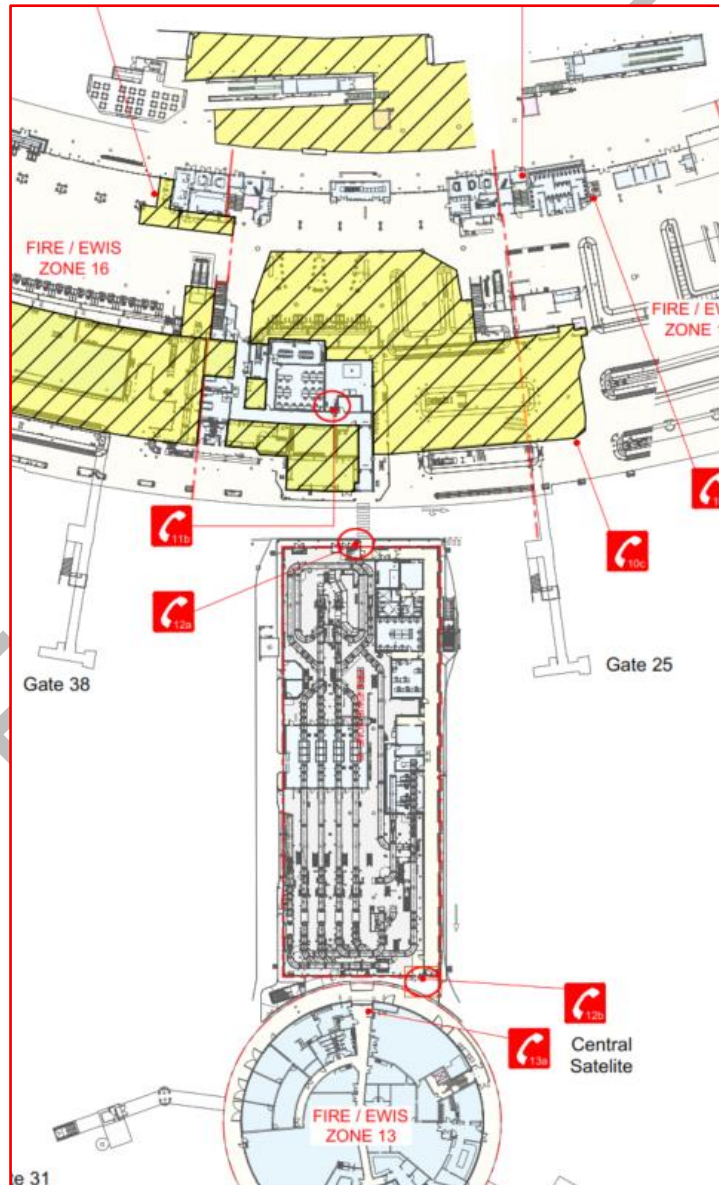 FIRE / EWIS
ZONE 16
FIRE / EW
ZONE
11b
10c
12a
Gate 38
Gate 25
12b
13a
Central
Satelite
FIRE / EWIS
ZONE 13
te 31